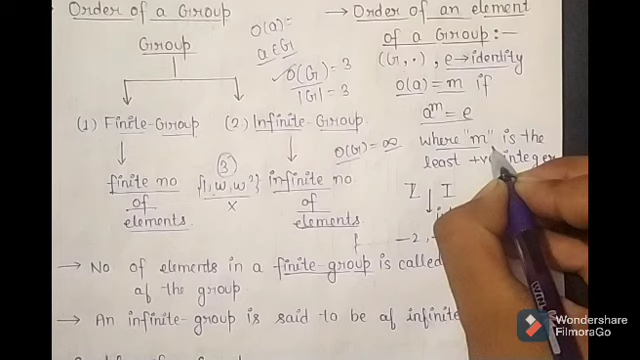 Order of a Group
Group
(1) Finite-Group
(2) Infinite-Group
finite no
of
elements
(3)
{1, w, w²}
×
infinite no
of
elements
O(a) =
a ∈ G
O(G) = 3
|G| = 3
O(G) = ∞
→ No of elements in a finite-group is called
of the group
→ An infinite-group is said to be of infinite
→ Order of an element
of a Group :-
(G, ·), e → identity
O(a) = m if
aᵐ = e
where "m" is the
least +ve integer
Z ↓ I
-2, -
Wondershare
FilmoraGo